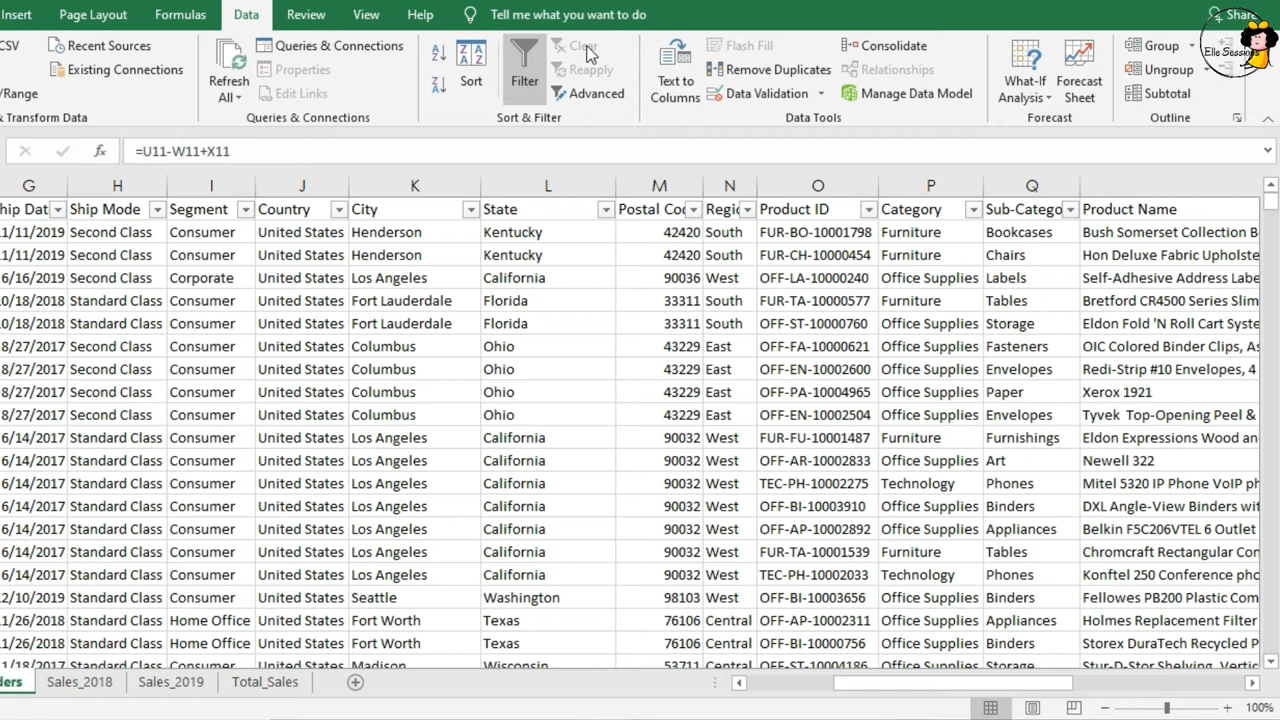 Insert Page Layout Formulas Data Review View Help Tell me what you want to do Share
Elle Sessions
CSV Recent Sources Queries & Connections Clear Flash Fill Consolidate Group
Existing Connections Properties Reapply Remove Duplicates Relationships Ungroup
/Range Edit Links Advanced Data Validation Manage Data Model Subtotal
Refresh All Sort Filter Text to Columns What-If Analysis Forecast Sheet
& Transform Data Queries & Connections Sort & Filter Data Tools Forecast Outline
fx =U11-W11+X11
G H I J K L M N O P Q
hip Dat Ship Mode Segment Country City State Postal Coo Regic Product ID Category Sub-Catego Product Name
11/11/2019 Second Class Consumer United States Henderson Kentucky 42420 South FUR-BO-10001798 Furniture Bookcases Bush Somerset Collection B
11/11/2019 Second Class Consumer United States Henderson Kentucky 42420 South FUR-CH-10000454 Furniture Chairs Hon Deluxe Fabric Upholste
6/16/2019 Second Class Corporate United States Los Angeles California 90036 West OFF-LA-10000240 Office Supplies Labels Self-Adhesive Address Labe
10/18/2018 Standard Class Consumer United States Fort Lauderdale Florida 33311 South FUR-TA-10000577 Furniture Tables Bretford CR4500 Series Slim
10/18/2018 Standard Class Consumer United States Fort Lauderdale Florida 33311 South OFF-ST-10000760 Office Supplies Storage Eldon Fold 'N Roll Cart Syste
8/27/2017 Second Class Consumer United States Columbus Ohio 43229 East OFF-FA-10000621 Office Supplies Fasteners OIC Colored Binder Clips, As
8/27/2017 Second Class Consumer United States Columbus Ohio 43229 East OFF-EN-10002600 Office Supplies Envelopes Redi-Strip #10 Envelopes, 4
8/27/2017 Second Class Consumer United States Columbus Ohio 43229 East OFF-PA-10004965 Office Supplies Paper Xerox 1921
8/27/2017 Second Class Consumer United States Columbus Ohio 43229 East OFF-EN-10002504 Office Supplies Envelopes Tyvek Top-Opening Peel &
6/14/2017 Standard Class Consumer United States Los Angeles California 90032 West FUR-FU-10001487 Furniture Furnishings Eldon Expressions Wood an
6/14/2017 Standard Class Consumer United States Los Angeles California 90032 West OFF-AR-10002833 Office Supplies Art Newell 322
6/14/2017 Standard Class Consumer United States Los Angeles California 90032 West TEC-PH-10002275 Technology Phones Mitel 5320 IP Phone VoIP ph
6/14/2017 Standard Class Consumer United States Los Angeles California 90032 West OFF-BI-10003910 Office Supplies Binders DXL Angle-View Binders wit
6/14/2017 Standard Class Consumer United States Los Angeles California 90032 West OFF-AP-10002892 Office Supplies Appliances Belkin F5C206VTEL 6 Outlet
6/14/2017 Standard Class Consumer United States Los Angeles California 90032 West FUR-TA-10001539 Furniture Tables Chromcraft Rectangular Con
6/14/2017 Standard Class Consumer United States Los Angeles California 90032 West TEC-PH-10002033 Technology Phones Konftel 250 Conference pho
12/10/2019 Standard Class Consumer United States Seattle Washington 98103 West OFF-BI-10003656 Office Supplies Binders Fellowes PB200 Plastic Com
11/26/2018 Standard Class Home Office United States Fort Worth Texas 76106 Central OFF-AP-10002311 Office Supplies Appliances Holmes Replacement Filter
11/26/2018 Standard Class Home Office United States Fort Worth Texas 76106 Central OFF-BI-10000756 Office Supplies Binders Storex DuraTech Recycled P
1/18/2017 Standard Class Consumer United States Madison Wisconsin 53711 Central OFF-ST-10004186 Office Supplies Storage Stur-D-Stor Shelving, Vertic
ders Sales_2018 Sales_2019 Total_Sales
100%